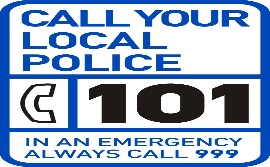 CALL YOUR
LOCAL
POLICE
101
IN AN EMERGENCY
ALWAYS CALL 999